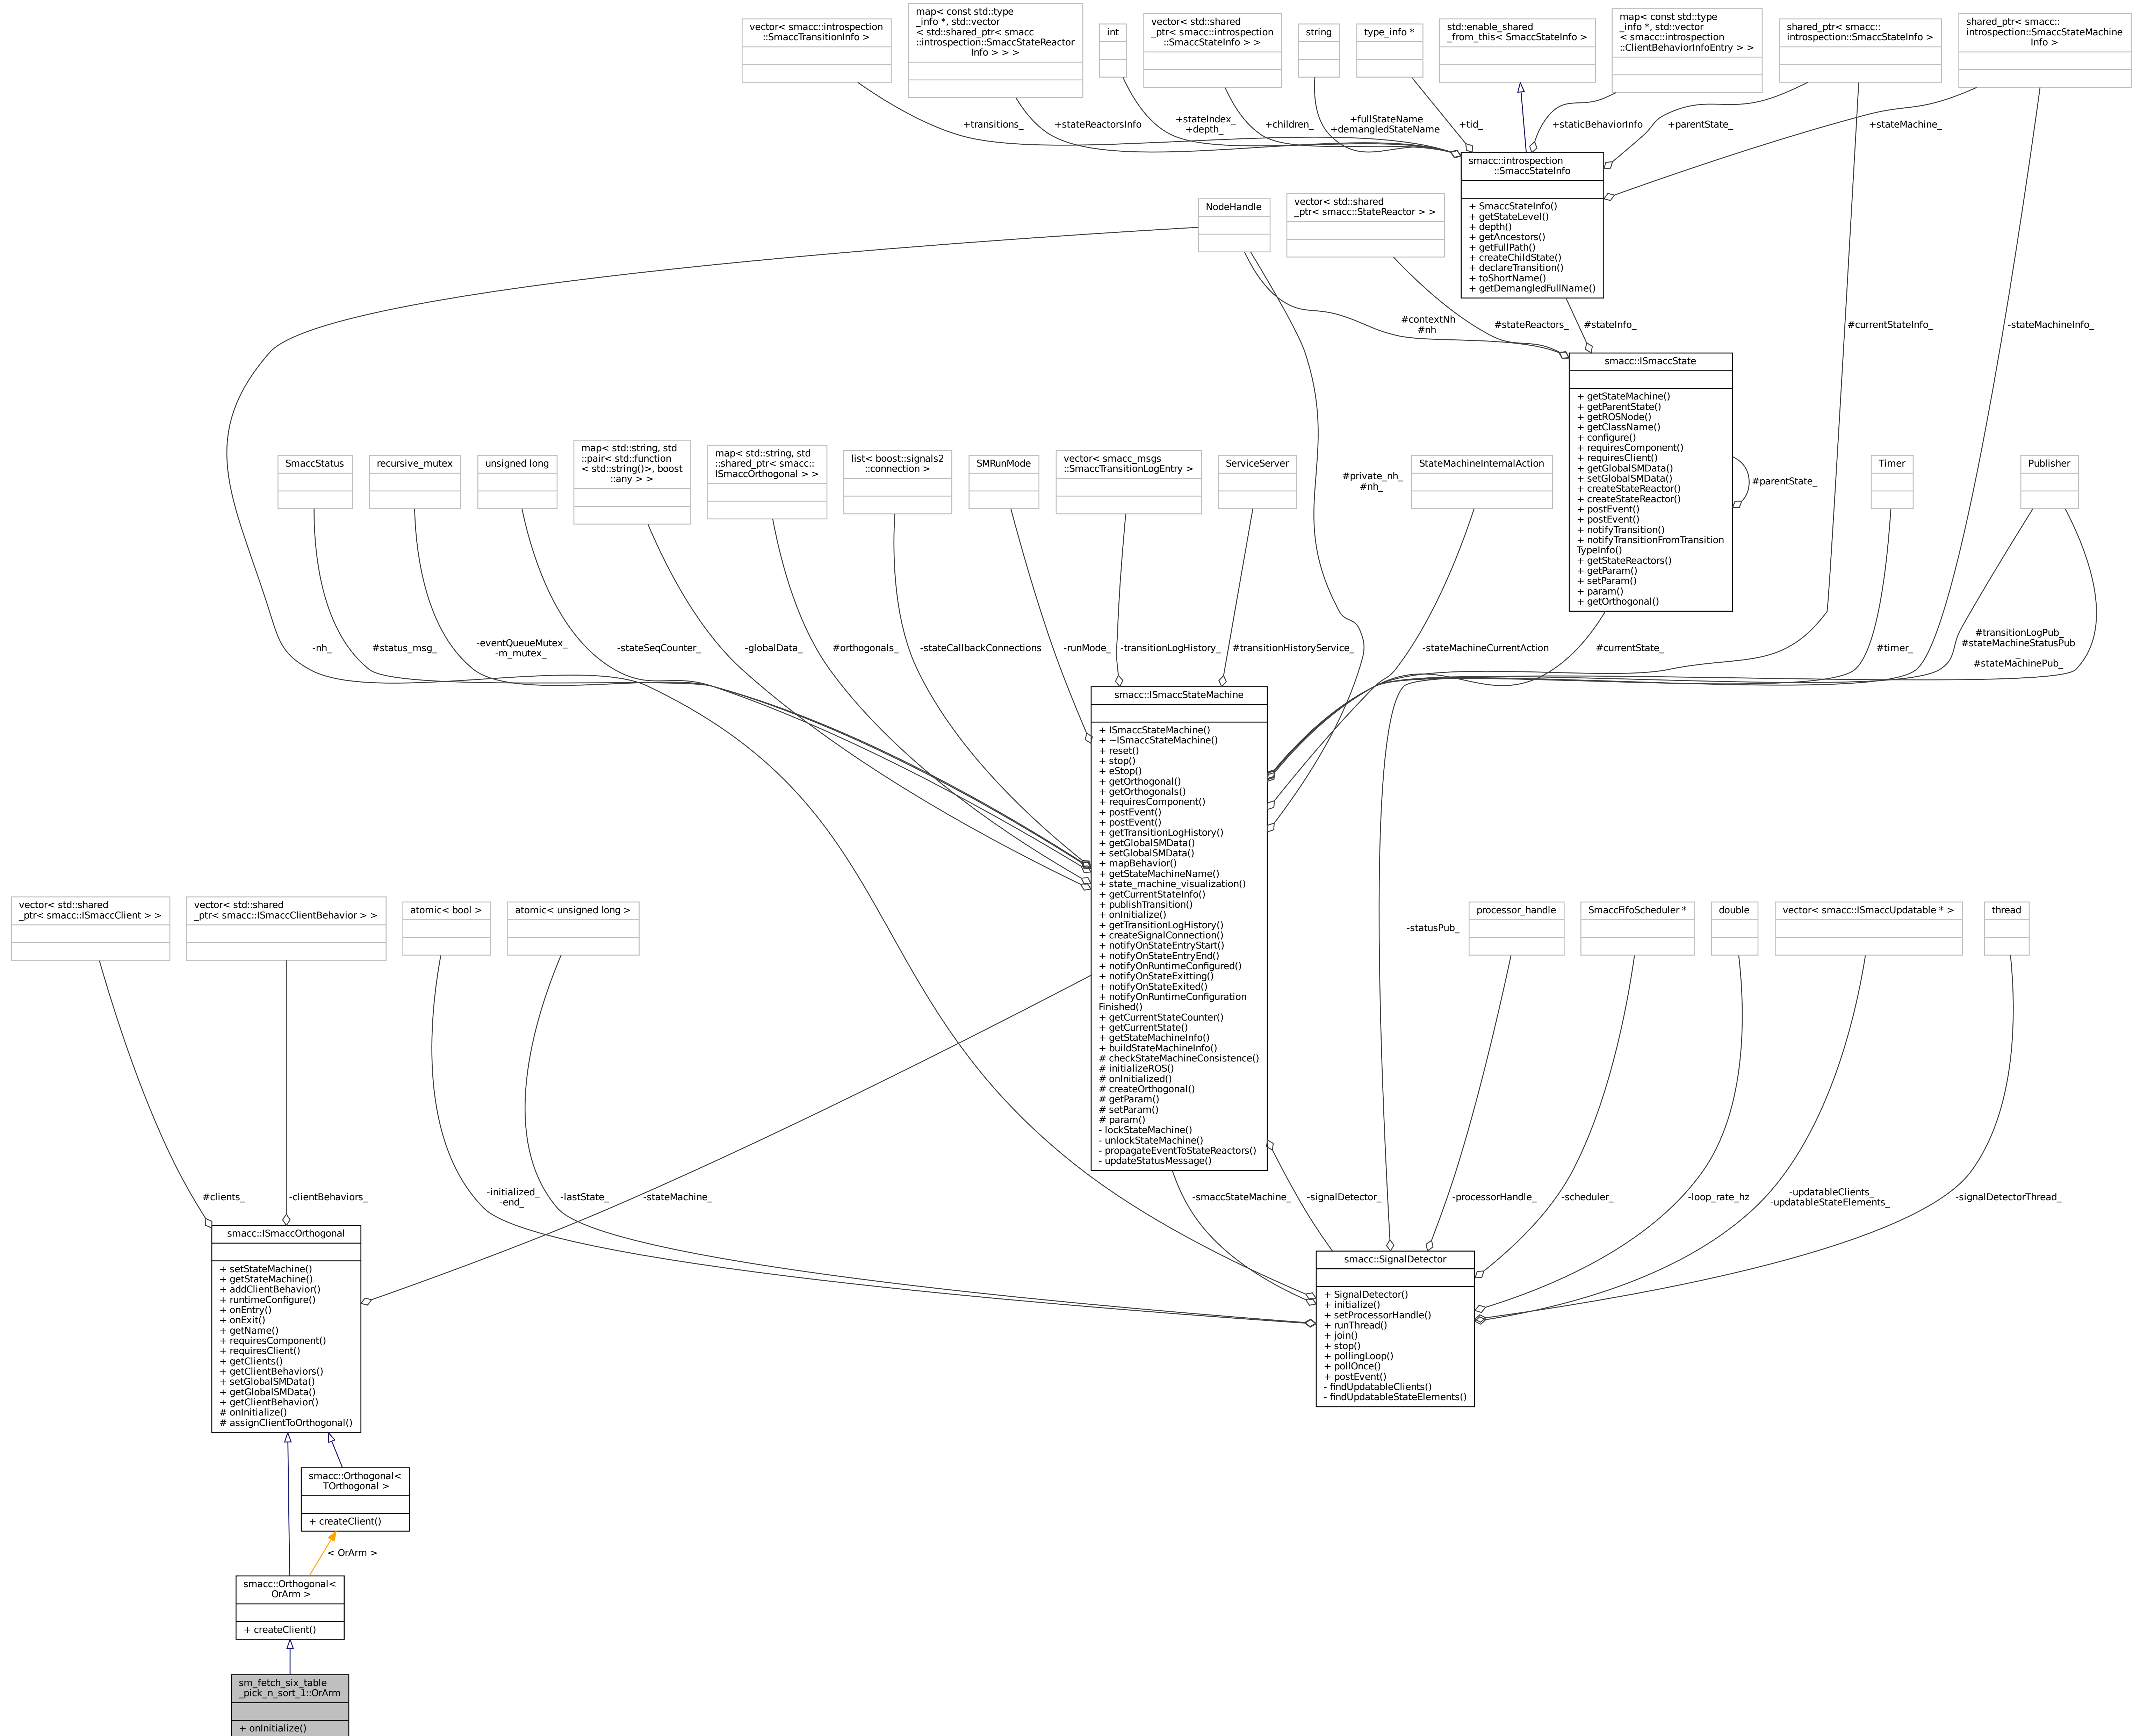 vector< smacc::introspection
::SmaccTransitionInfo >
map< const std::type
_info *, std::vector
< std::shared_ptr< smacc
::introspection::SmaccStateReactor
Info > > >
int
vector< std::shared
_ptr< smacc::introspection
::SmaccStateInfo > >
string
type_info *
std::enable_shared
_from_this< SmaccStateInfo >
map< const std::type
_info *, std::vector
< smacc::introspection
::ClientBehaviorInfoEntry > >
shared_ptr< smacc::
introspection::SmaccStateInfo >
shared_ptr< smacc::
introspection::SmaccStateMachine
Info >
+transitions_
+stateReactorsInfo
+stateIndex_
+depth_
+children_
+fullStateName
+demangledStateName
+tid_
+staticBehaviorInfo
+parentState_
+stateMachine_
smacc::introspection
::SmaccStateInfo
+ SmaccStateInfo()
+ getStateLevel()
+ depth()
+ getAncestors()
+ getFullPath()
+ createChildState()
+ declareTransition()
+ toShortName()
+ getDemangledFullName()
NodeHandle
vector< std::shared
_ptr< smacc::StateReactor > >
#contextNh
#nh
#stateReactors_
#stateInfo_
#currentStateInfo_
-stateMachineInfo_
smacc::ISmaccState
+ getStateMachine()
+ getParentState()
+ getROSNode()
+ getClassName()
+ configure()
+ requiresComponent()
+ requiresClient()
+ getGlobalSMData()
+ setGlobalSMData()
+ createStateReactor()
+ createStateReactor()
+ postEvent()
+ postEvent()
+ notifyTransition()
+ notifyTransitionFromTransition
TypeInfo()
+ getStateReactors()
+ getParam()
+ setParam()
+ param()
+ getOrthogonal()
#parentState_
SmaccStatus
recursive_mutex
unsigned long
map< std::string, std
::pair< std::function
< std::string()>, boost
::any > >
map< std::string, std
::shared_ptr< smacc::
ISmaccOrthogonal > >
list< boost::signals2
::connection >
SMRunMode
vector< smacc_msgs
::SmaccTransitionLogEntry >
ServiceServer
#private_nh_
#nh_
StateMachineInternalAction
Timer
Publisher
-nh_
#status_msg_
-eventQueueMutex_
-m_mutex_
-stateSeqCounter_
-globalData_
#orthogonals_
-stateCallbackConnections
-runMode_
-transitionLogHistory_
#transitionHistoryService_
-stateMachineCurrentAction
#currentState_
#timer_
#transitionLogPub_
#stateMachineStatusPub
_
#stateMachinePub_
smacc::ISmaccStateMachine
+ ISmaccStateMachine()
+ ~ISmaccStateMachine()
+ reset()
+ stop()
+ eStop()
+ getOrthogonal()
+ getOrthogonals()
+ requiresComponent()
+ postEvent()
+ postEvent()
+ getTransitionLogHistory()
+ getGlobalSMData()
+ setGlobalSMData()
+ mapBehavior()
+ getStateMachineName()
+ state_machine_visualization()
+ getCurrentStateInfo()
+ publishTransition()
+ onInitialize()
+ getTransitionLogHistory()
+ createSignalConnection()
+ notifyOnStateEntryStart()
+ notifyOnStateEntryEnd()
+ notifyOnRuntimeConfigured()
+ notifyOnStateExitting()
+ notifyOnStateExited()
+ notifyOnRuntimeConfiguration
Finished()
+ getCurrentStateCounter()
+ getCurrentState()
+ getStateMachineInfo()
+ buildStateMachineInfo()
# checkStateMachineConsistence()
# initializeROS()
# onInitialized()
# createOrthogonal()
# getParam()
# setParam()
# param()
- lockStateMachine()
- unlockStateMachine()
- propagateEventToStateReactors()
- updateStatusMessage()
vector< std::shared
_ptr< smacc::ISmaccClient > >
vector< std::shared
_ptr< smacc::ISmaccClientBehavior > >
atomic< bool >
atomic< unsigned long >
-statusPub_
processor_handle
SmaccFifoScheduler *
double
vector< smacc::ISmaccUpdatable * >
thread
#clients_
-clientBehaviors_
-initialized_
-end_
-lastState_
-stateMachine_
-smaccStateMachine_
-signalDetector_
-processorHandle_
-scheduler_
-loop_rate_hz
-updatableClients_
-updatableStateElements_
-signalDetectorThread_
smacc::ISmaccOrthogonal
+ setStateMachine()
+ getStateMachine()
+ addClientBehavior()
+ runtimeConfigure()
+ onEntry()
+ onExit()
+ getName()
+ requiresComponent()
+ requiresClient()
+ getClients()
+ getClientBehaviors()
+ setGlobalSMData()
+ getGlobalSMData()
+ getClientBehavior()
# onInitialize()
# assignClientToOrthogonal()
smacc::SignalDetector
+ SignalDetector()
+ initialize()
+ setProcessorHandle()
+ runThread()
+ join()
+ stop()
+ pollingLoop()
+ pollOnce()
+ postEvent()
- findUpdatableClients()
- findUpdatableStateElements()
smacc::Orthogonal<
TOrthogonal >
+ createClient()
< OrArm >
smacc::Orthogonal<
OrArm >
+ createClient()
sm_fetch_six_table
_pick_n_sort_1::OrArm
+ onInitialize()